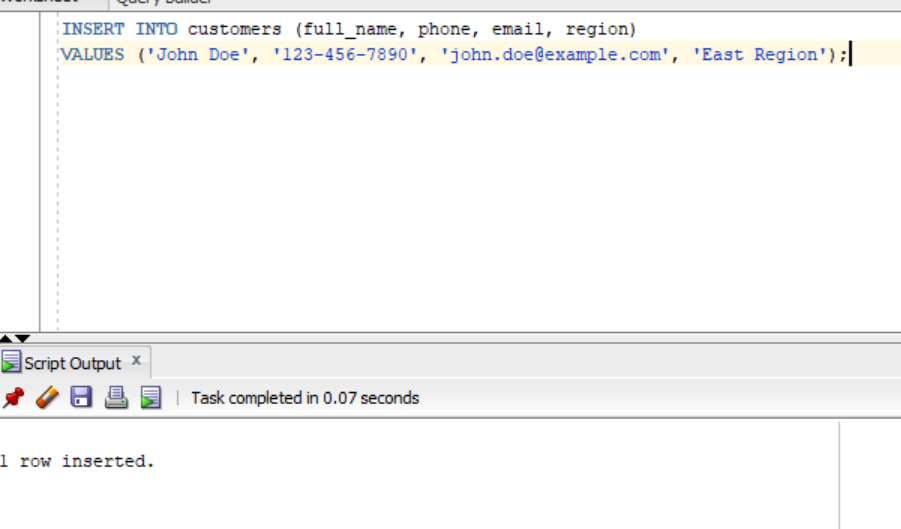 Worksheet Query Builder
INSERT INTO customers (full_name, phone, email, region)
VALUES ('John Doe', '123-456-7890', 'john.doe@example.com', 'East Region');
Script Output x
Task completed in 0.07 seconds
1 row inserted.